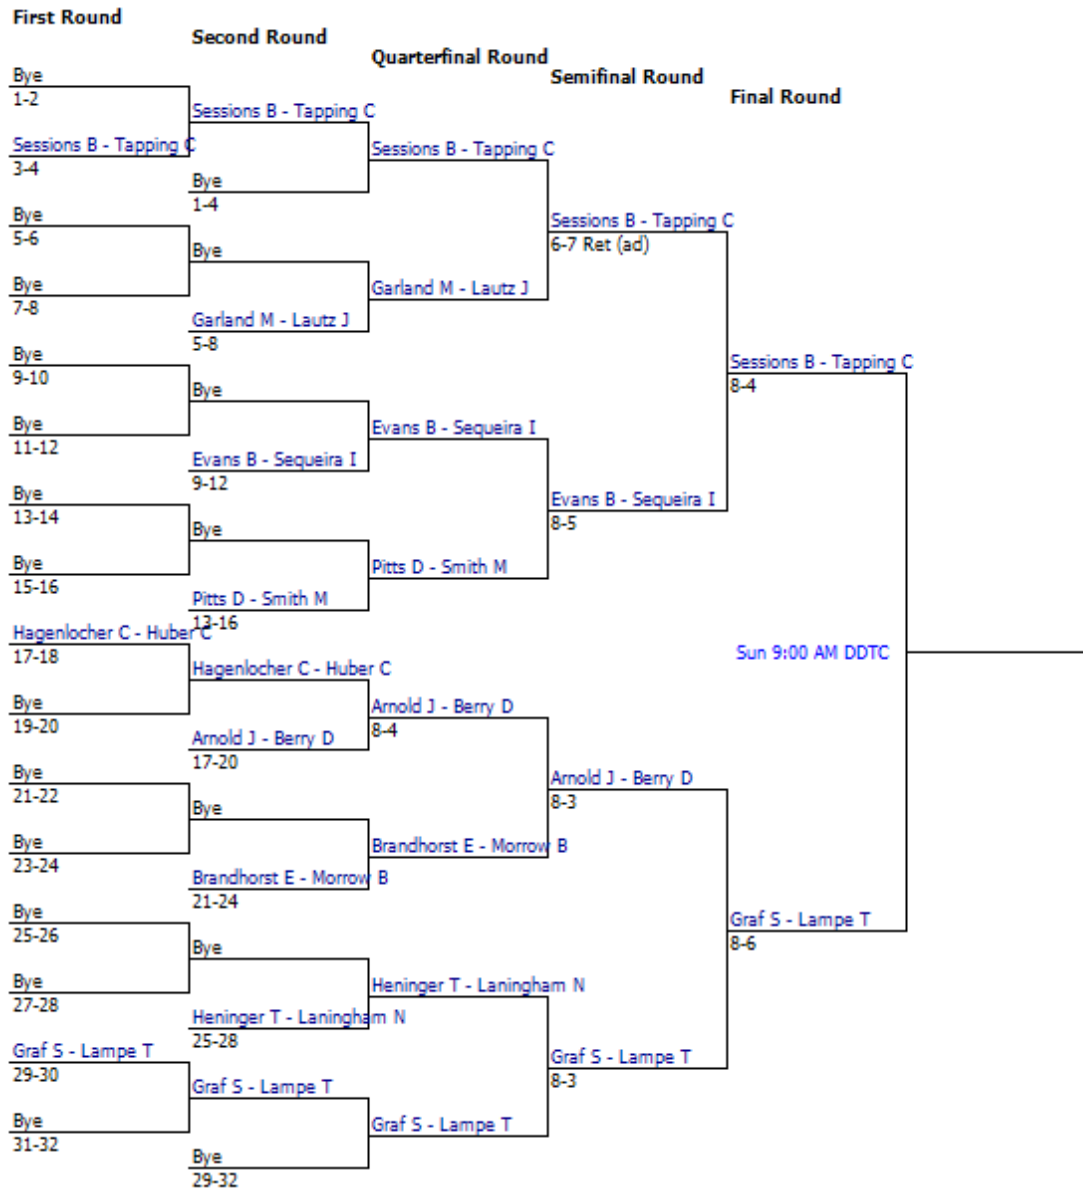 First Round
Second Round
Quarterfinal Round
Semifinal Round
Final Round
Bye
1-2
Sessions B - Tapping C
Sessions B - Tapping C
Sessions B - Tapping C
3-4
Bye
1-4
Bye
5-6
Sessions B - Tapping C
6-7 Ret (ad)
Bye
Bye
7-8
Garland M - Lautz J
Garland M - Lautz J
5-8
Bye
9-10
Sessions B - Tapping C
8-4
Bye
Bye
11-12
Evans B - Sequeira I
Evans B - Sequeira I
9-12
Bye
13-14
Evans B - Sequeira I
8-5
Bye
Bye
15-16
Pitts D - Smith M
Pitts D - Smith M
13-16
Hagenlocher C - Huber C
17-18
Sun 9:00 AM DDTC
Hagenlocher C - Huber C
Bye
19-20
Arnold J - Berry D
8-4
Arnold J - Berry D
17-20
Bye
21-22
Arnold J - Berry D
8-3
Bye
Bye
23-24
Brandhorst E - Morrow B
Brandhorst E - Morrow B
21-24
Bye
25-26
Graf S - Lampe T
8-6
Bye
Bye
27-28
Heninger T - Laningham N
Heninger T - Laningham N
25-28
Graf S - Lampe T
29-30
Graf S - Lampe T
8-3
Graf S - Lampe T
Bye
31-32
Graf S - Lampe T
Bye
29-32